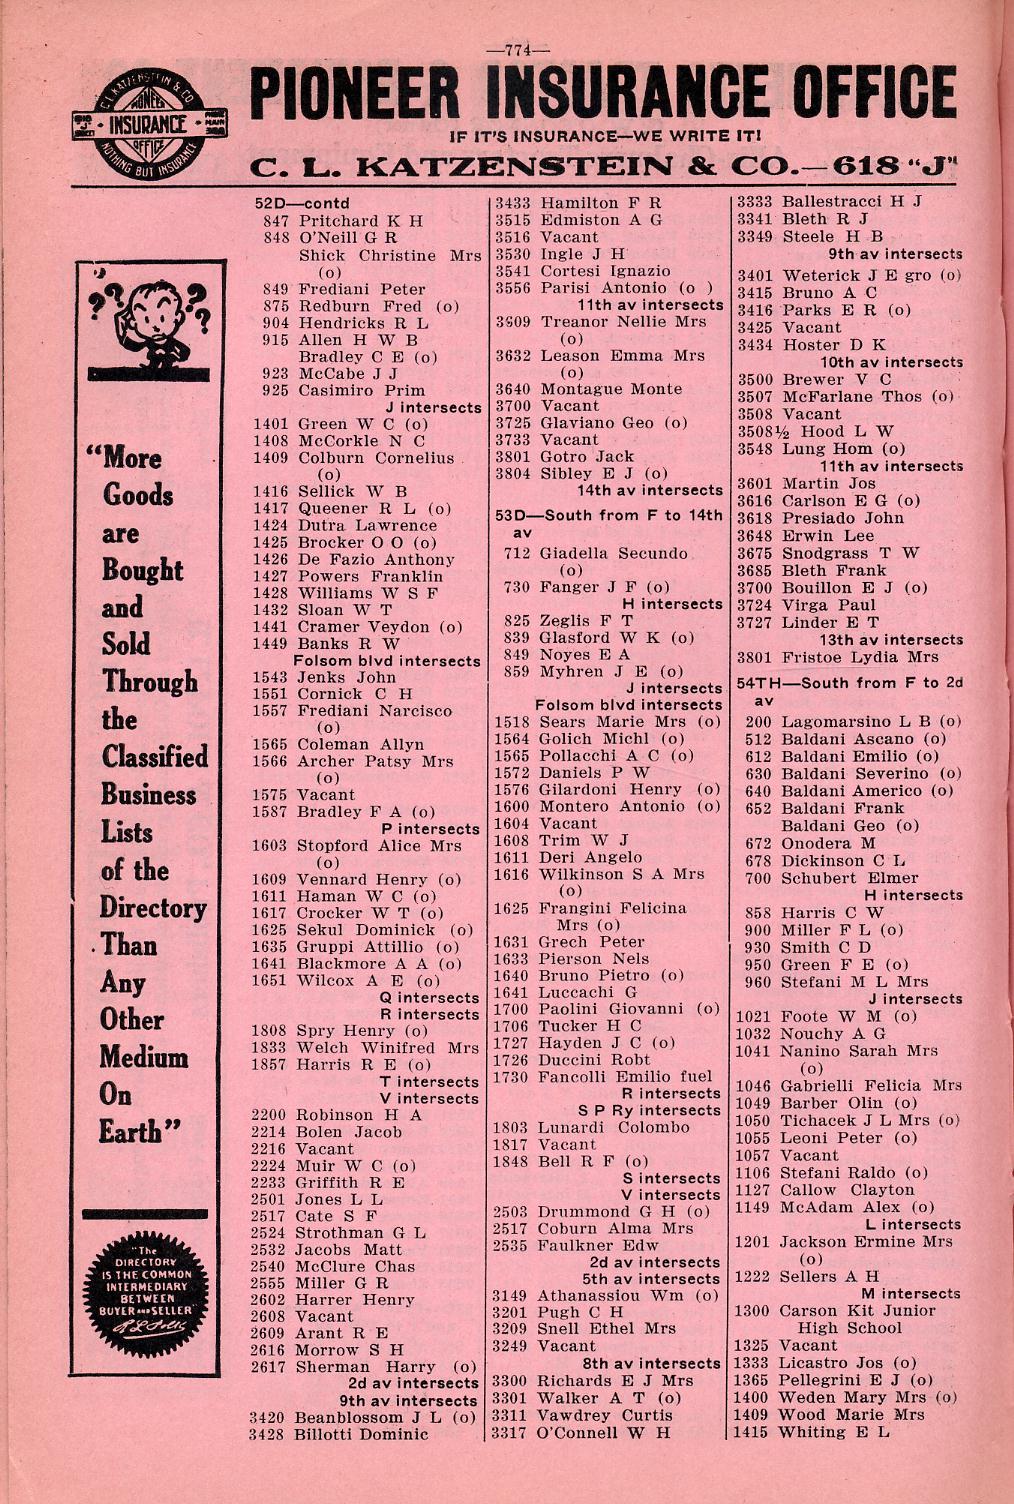 —774—
C. L. KATZENSTEIN & CO.
PIONEER
INSURANCE
OFFICE
NOTHING BUT INSURANCE
PIONEER INSURANCE OFFICE
IF IT'S INSURANCE—WE WRITE IT!
C. L. KATZENSTEIN & CO.—618 "J"
? ? ? ?
"More
Goods
are
Bought
and
Sold
Through
the
Classified
Business
Lists
of the
Directory
Than
Any
Other
Medium
On
Earth"
"The
DIRECTORY
IS THE COMMON
INTERMEDIARY
BETWEEN
BUYER AND SELLER"
R L Polk
52D—contd
847 Pritchard K H
848 O'Neill G R
Shick Christine Mrs
(o)
849 Frediani Peter
875 Redburn Fred (o)
904 Hendricks R L
915 Allen H W B
Bradley C E (o)
923 McCabe J J
925 Casimiro Prim
J intersects
1401 Green W C (o)
1408 McCorkle N C
1409 Colburn Cornelius
(o)
1416 Sellick W B
1417 Queener R L (o)
1424 Dutra Lawrence
1425 Brocker O O (o)
1426 De Fazio Anthony
1427 Powers Franklin
1428 Williams W S F
1432 Sloan W T
1441 Cramer Veydon (o)
1449 Banks R W
Folsom blvd intersects
1543 Jenks John
1551 Cornick C H
1557 Frediani Narcisco
(o)
1565 Coleman Allyn
1566 Archer Patsy Mrs
(o)
1575 Vacant
1587 Bradley F A (o)
P intersects
1603 Stopford Alice Mrs
(o)
1609 Vennard Henry (o)
1611 Haman W C (o)
1617 Crocker W T (o)
1625 Sekul Dominick (o)
1635 Gruppi Attillio (o)
1641 Blackmore A A (o)
1651 Wilcox A E (o)
Q intersects
R intersects
1808 Spry Henry (o)
1833 Welch Winifred Mrs
1857 Harris R E (o)
T intersects
V intersects
2200 Robinson H A
2214 Bolen Jacob
2216 Vacant
2224 Muir W C (o)
2233 Griffith R E
2501 Jones L L
2517 Cate S F
2524 Strothman G L
2532 Jacobs Matt
2540 McClure Chas
2555 Miller G R
2602 Harrer Henry
2608 Vacant
2609 Arant R E
2616 Morrow S H
2617 Sherman Harry (o)
2d av intersects
9th av intersects
3420 Beanblossom J L (o)
3428 Billotti Dominic
3433 Hamilton F R
3515 Edmiston A G
3516 Vacant
3530 Ingle J H
3541 Cortesi Ignazio
3556 Parisi Antonio (o )
11th av intersects
3609 Treanor Nellie Mrs
(o)
3632 Leason Emma Mrs
(o)
3640 Montague Monte
3700 Vacant
3725 Glaviano Geo (o)
3733 Vacant
3801 Gotro Jack
3804 Sibley E J (o)
14th av intersects
53D—South from F to 14th
av
712 Giadella Secundo
(o)
730 Fanger J F (o)
H intersects
825 Zeglis F T
839 Glasford W K (o)
849 Noyes E A
859 Myhren J E (o)
J intersects
Folsom blvd intersects
1518 Sears Marie Mrs (o)
1564 Golich Michl (o)
1565 Pollacchi A C (o)
1572 Daniels P W
1576 Gilardoni Henry (o)
1600 Montero Antonio (o)
1604 Vacant
1608 Trim W J
1611 Deri Angelo
1616 Wilkinson S A Mrs
(o)
1625 Frangini Felicina
Mrs (o)
1631 Grech Peter
1633 Pierson Nels
1640 Bruno Pietro (o)
1641 Luccachi G
1700 Paolini Giovanni (o)
1706 Tucker H C
1727 Hayden J C (o)
1726 Duccini Robt
1730 Fancolli Emilio fuel
R intersects
S P Ry intersects
1803 Lunardi Colombo
1817 Vacant
1848 Bell R F (o)
S intersects
V intersects
2503 Drummond G H (o)
2517 Coburn Alma Mrs
2535 Faulkner Edw
2d av intersects
5th av intersects
3149 Athanassiou Wm (o)
3201 Pugh C H
3209 Snell Ethel Mrs
3249 Vacant
8th av intersects
3300 Richards E J Mrs
3301 Walker A T (o)
3311 Vawdrey Curtis
3317 O'Connell W H
3333 Ballestracci H J
3341 Bleth R J
3349 Steele H B
9th av intersects
3401 Weterick J E gro (o)
3415 Bruno A C
3416 Parks E R (o)
3425 Vacant
3434 Hoster D K
10th av intersects
3500 Brewer V C
3507 McFarlane Thos (o)
3508 Vacant
3508½ Hood L W
3548 Lung Hom (o)
11th av intersects
3601 Martin Jos
3616 Carlson E G (o)
3618 Presiado John
3648 Erwin Lee
3675 Snodgrass T W
3685 Bleth Frank
3700 Bouillon E J (o)
3724 Virga Paul
3727 Linder E T
13th av intersects
3801 Fristoe Lydia Mrs
54TH—South from F to 2d
av
200 Lagomarsino L B (o)
512 Baldani Ascano (o)
612 Baldani Emilio (o)
630 Baldani Severino (o)
640 Baldani Americo (o)
652 Baldani Frank
Baldani Geo (o)
672 Onodera M
678 Dickinson C L
700 Schubert Elmer
H intersects
858 Harris C W
900 Miller F L (o)
930 Smith C D
950 Green F E (o)
960 Stefani M L Mrs
J intersects
1021 Foote W M (o)
1032 Nouchy A G
1041 Nanino Sarah Mrs
(o)
1046 Gabrielli Felicia Mrs
1049 Barber Olin (o)
1050 Tichacek J L Mrs (o)
1055 Leoni Peter (o)
1057 Vacant
1106 Stefani Raldo (o)
1127 Callow Clayton
1149 McAdam Alex (o)
L intersects
1201 Jackson Ermine Mrs
(o)
1222 Sellers A H
M intersects
1300 Carson Kit Junior
High School
1325 Vacant
1333 Licastro Jos (o)
1365 Pellegrini E J (o)
1400 Weden Mary Mrs (o)
1409 Wood Marie Mrs
1415 Whiting E L